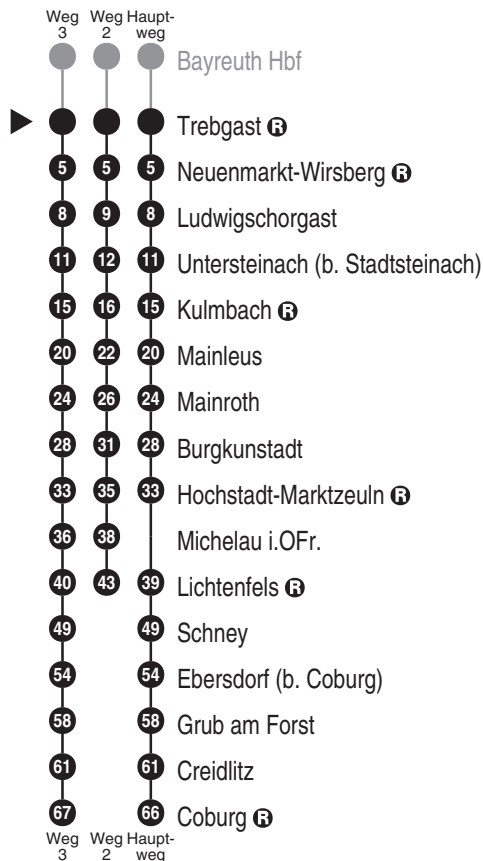 Weg Weg Haupt-
3 2 weg
Bayreuth Hbf
Trebgast R
5 5 5 Neuenmarkt-Wirsberg R
8 9 8 Ludwigschorgast
11 12 11 Untersteinach (b. Stadtsteinach)
15 16 15 Kulmbach R
20 22 20 Mainleus
24 26 24 Mainroth
28 31 28 Burgkunstadt
33 35 33 Hochstadt-Marktzeuln R
36 38 Michelau i.OFr.
40 43 39 Lichtenfels R
49 49 Schney
54 54 Ebersdorf (b. Coburg)
58 58 Grub am Forst
61 61 Creidlitz
67 66 Coburg R
Weg Weg Haupt-
3 2 weg